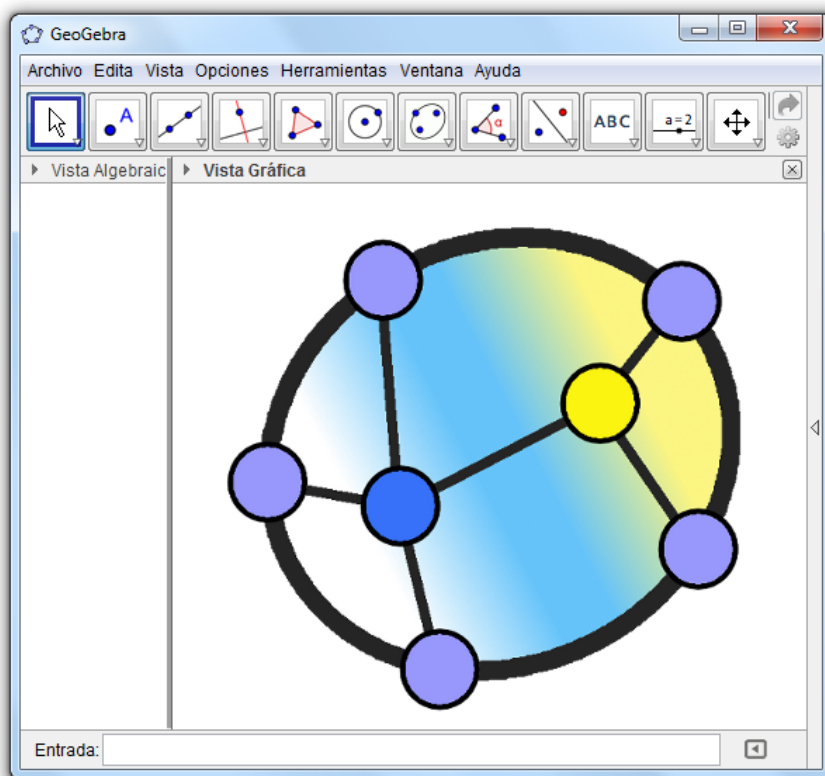 GeoGebra
Archivo Edita Vista Opciones Herramientas Ventana Ayuda
A α ABC a=2
Vista Algebraic Vista Gráfica
Entrada: